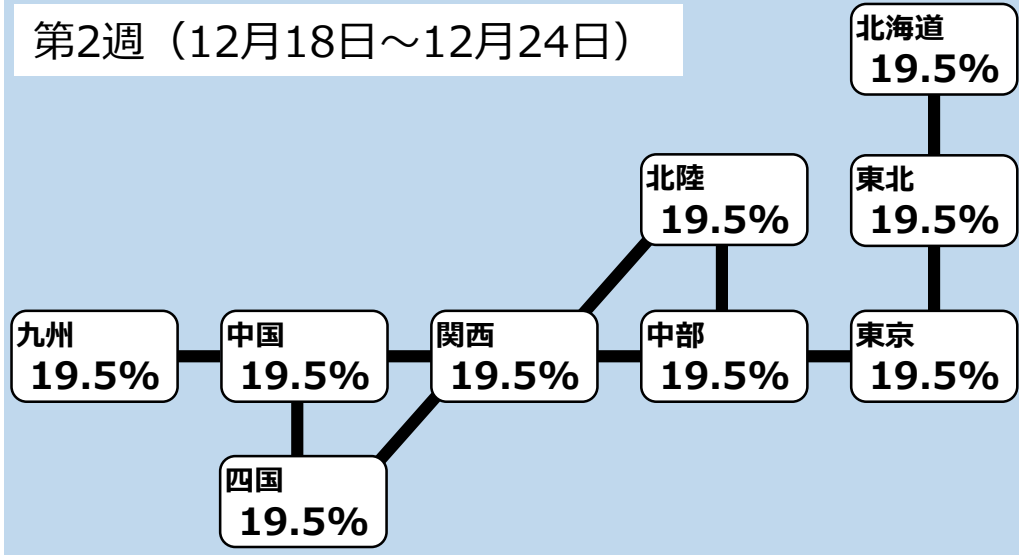 第2週（12月18日～12月24日）
北海道
19.5%
北陸
19.5%
東北
19.5%
九州
19.5%
中国
19.5%
関西
19.5%
中部
19.5%
東京
19.5%
四国
19.5%